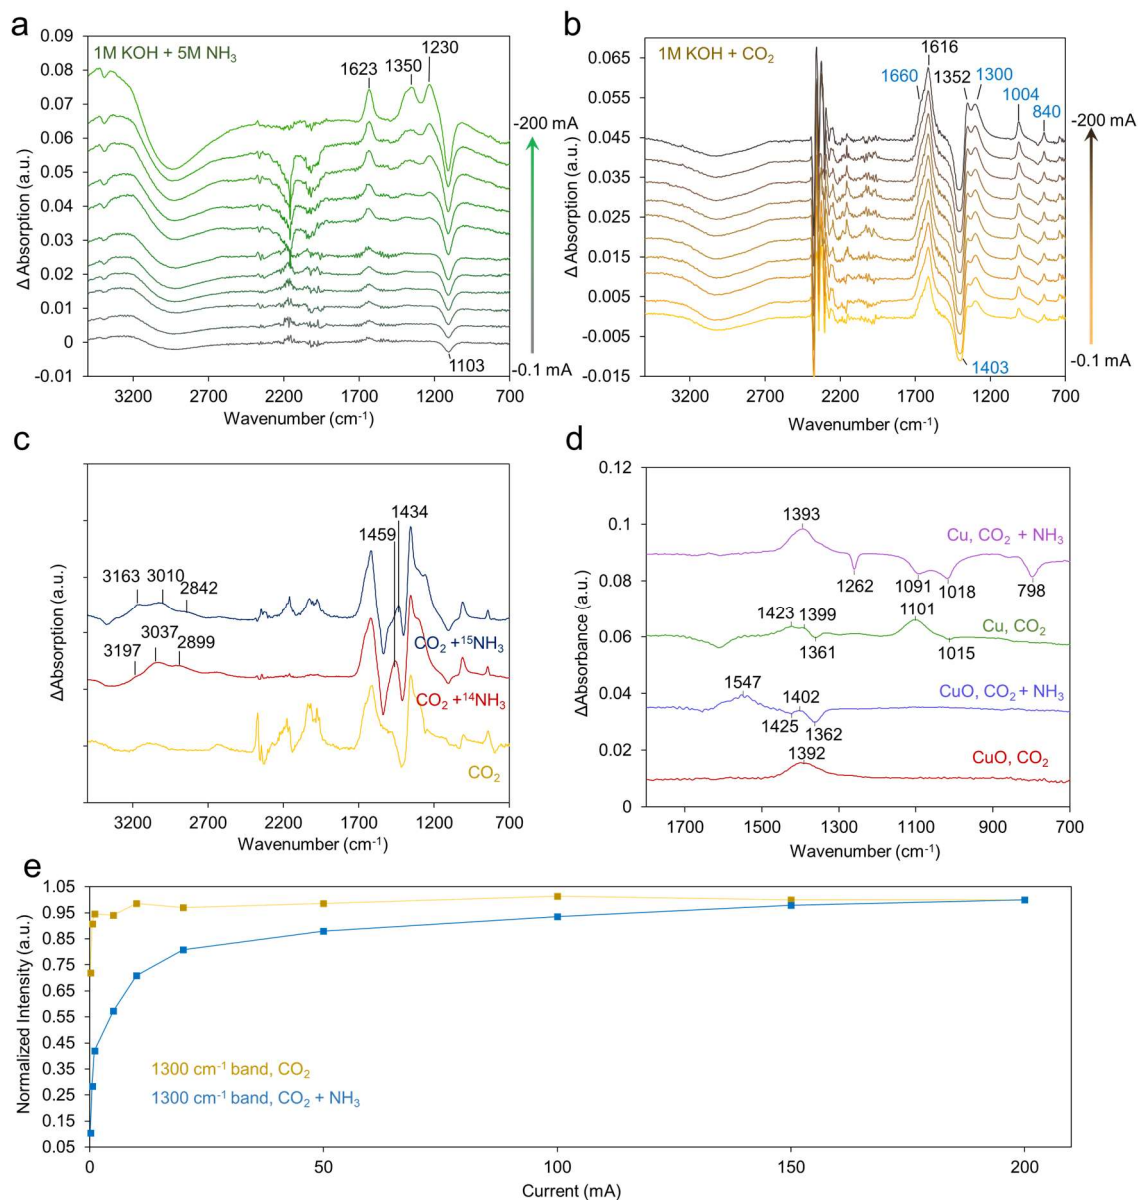 a
0.09
0.08
0.07
0.06
0.05
0.04
0.03
0.02
0.01
0
-0.01
Δ Absorption (a.u.)
1M KOH + 5M NH3
1623
1350
1230
1103
-200 mA
-0.1 mA
3200 2700 2200 1700 1200 700
Wavenumber (cm-1)
b
0.065
0.055
0.045
0.035
0.025
0.015
0.005
-0.005
-0.015
Δ Absorption (a.u.)
1M KOH + CO2
1616
1660
1352
1300
1004
840
1403
-200 mA
-0.1 mA
3200 2700 2200 1700 1200 700
Wavenumber (cm-1)
c
ΔAbsorption (a.u.)
1434
1459
3163
3010
2842
CO2 +15NH3
3037
3197
2899
CO2 +14NH3
CO2
3200 2700 2200 1700 1200 700
Wavenumber (cm-1)
d
0.12
0.1
0.08
0.06
0.04
0.02
0
ΔAbsorbance (a.u.)
1393
Cu, CO2 + NH3
1262
1091
1018
798
1423
1399
1101
Cu, CO2
1361
1015
1547
1402
CuO, CO2 + NH3
1425
1362
1392
CuO, CO2
1700 1500 1300 1100 900 700
Wavenumber (cm-1)
e
1.05
0.95
0.85
0.75
0.65
0.55
0.45
0.35
0.25
0.15
0.05
Normalized Intensity (a.u.)
1300 cm-1 band, CO2
1300 cm-1 band, CO2 + NH3
0 50 100 150 200
Current (mA)